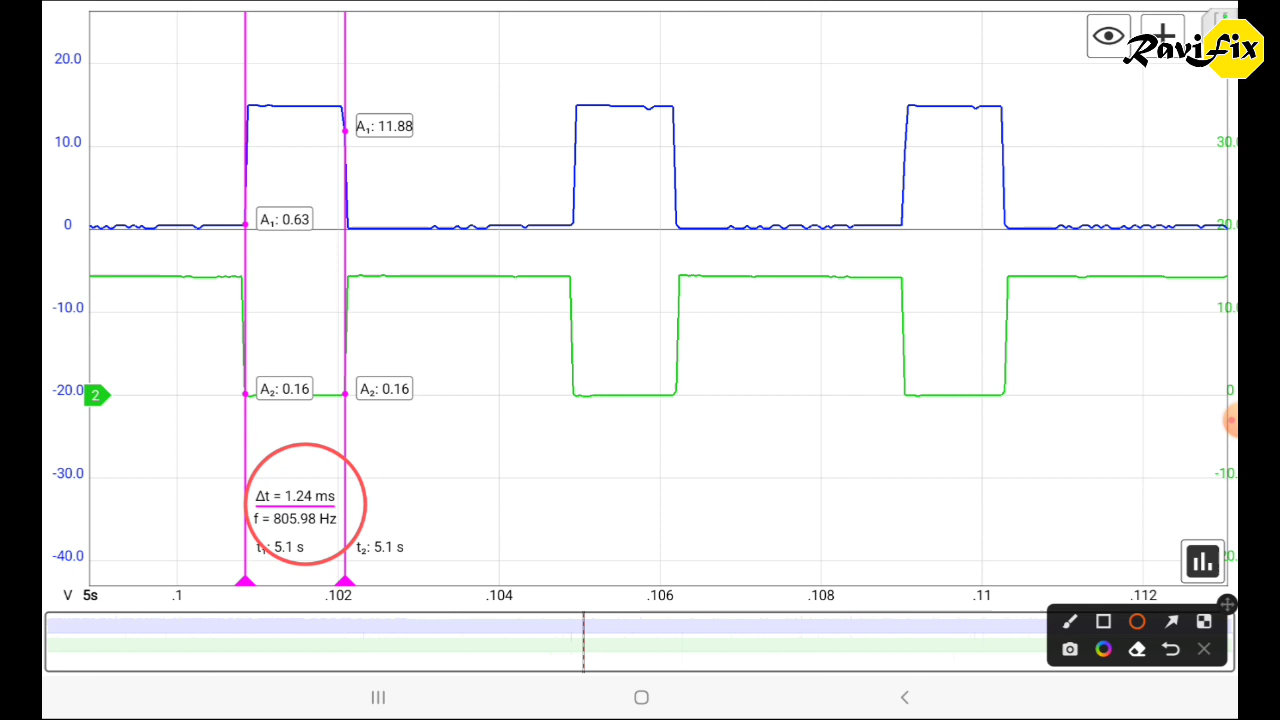 RaviFix
20.0
10.0
0
-10.0
-20.0
-30.0
-40.0
30.0
20.0
10.0
0
-10.0
A₁: 11.88
A₁: 0.63
A₂: 0.16
A₂: 0.16
2
Δt = 1.24 ms
f = 805.98 Hz
t₁: 5.1 s
t₂: 5.1 s
V 5s .1 .102 .104 .106 .108 .11 .112